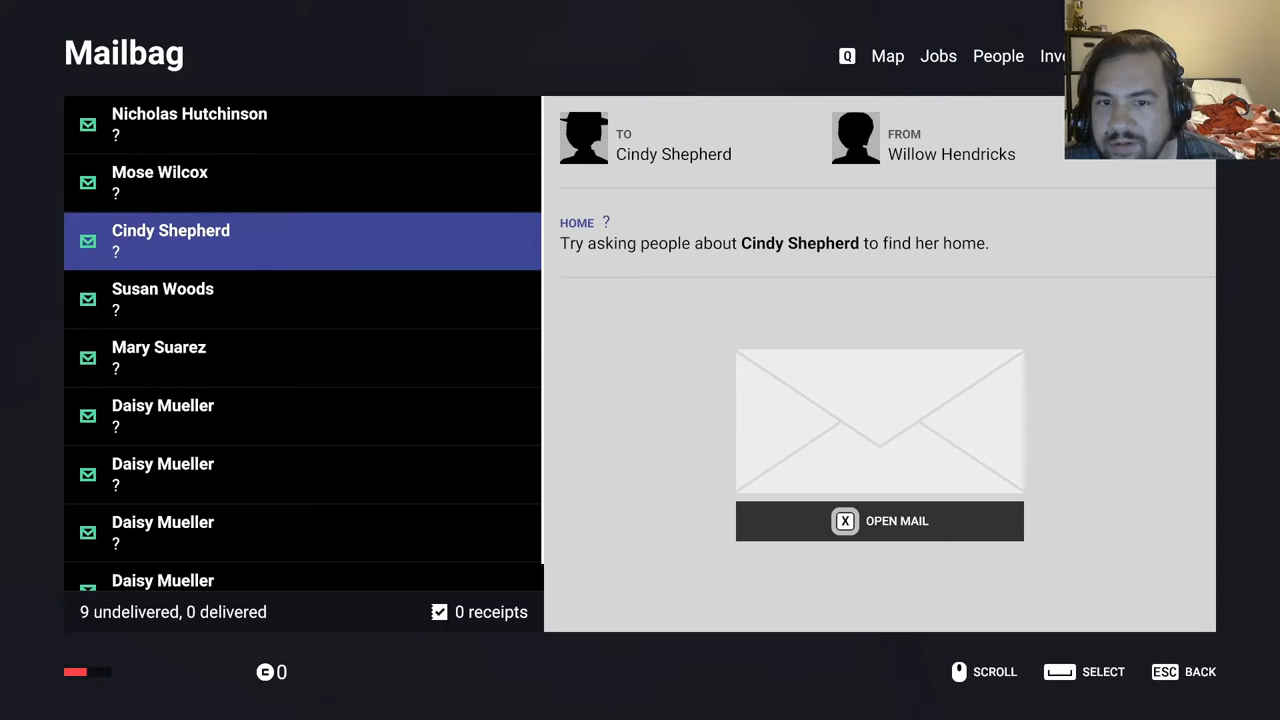 Mailbag
Q Map Jobs People
Nicholas Hutchinson
?
Mose Wilcox
?
Cindy Shepherd
?
Susan Woods
?
Mary Suarez
?
Daisy Mueller
?
Daisy Mueller
?
Daisy Mueller
?
Daisy Mueller
9 undelivered, 0 delivered
0 receipts
TO
Cindy Shepherd
FROM
Willow Hendricks
HOME ?
Try asking people about Cindy Shepherd to find her home.
X OPEN MAIL
0
SCROLL
SELECT
ESC BACK